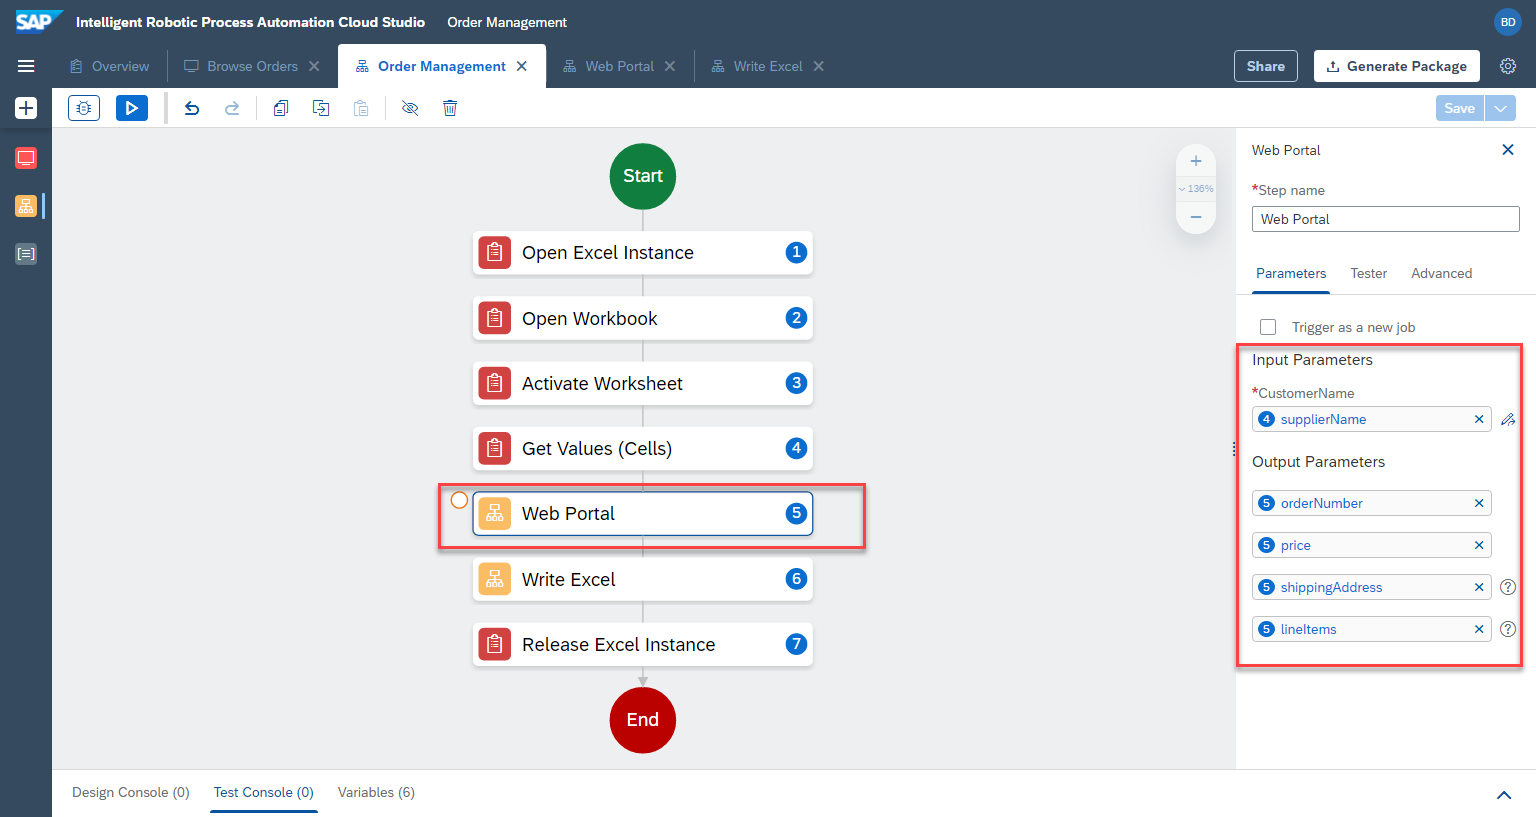 SAP Intelligent Robotic Process Automation Cloud Studio Order Management BD
Overview Browse Orders Order Management Web Portal Write Excel Share Generate Package
Save
Start
1 Open Excel Instance
2 Open Workbook
3 Activate Worksheet
4 Get Values (Cells)
5 Web Portal
6 Write Excel
7 Release Excel Instance
End
136%
Web Portal
*Step name
Web Portal
Parameters Tester Advanced
Trigger as a new job
Input Parameters
*CustomerName
4 supplierName
Output Parameters
5 orderNumber
5 price
5 shippingAddress
5 lineItems
Design Console (0) Test Console (0) Variables (6)